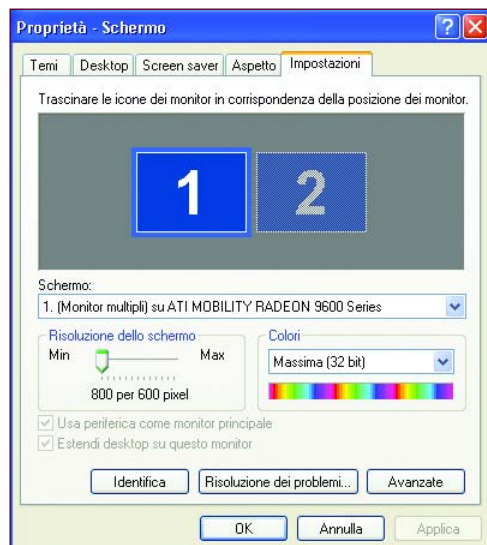 Proprietà - Schermo
Temi Desktop Screen saver Aspetto Impostazioni
Trascinare le icone dei monitor in corrispondenza della posizione dei monitor.
1 2
Schermo:
1. (Monitor multipli) su ATI MOBILITY RADEON 9600 Series
Risoluzione dello schermo
Min Max
800 per 600 pixel
Colori
Massima (32 bit)
Usa periferica come monitor principale
Estendi desktop su questo monitor
Identifica Risoluzione dei problemi... Avanzate
OK Annulla Applica